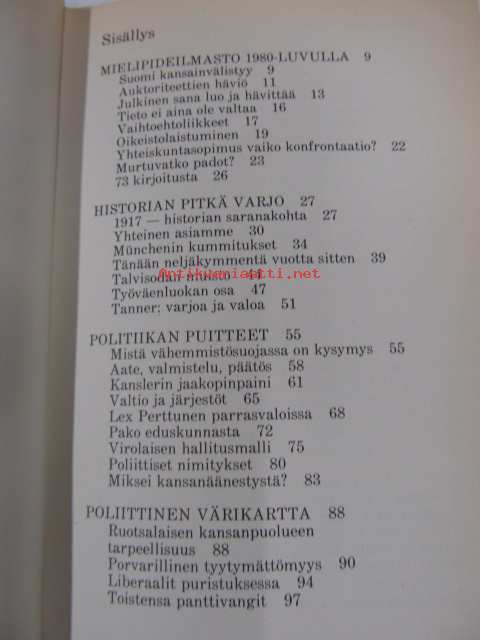 Sisällys
MIELIPIDEILMASTO 1980-LUVULLA 9
Suomi kansainvälistyy 9
Auktoriteettien häviö 11
Julkinen sana luo ja hävittää 13
Tieto ei aina ole valtaa 16
Vaihtoehtoliikkeet 17
Oikeistolaistuminen 19
Yhteiskuntasopimus vaiko konfrontaatio? 22
Murtuvatko padot? 23
73 kirjoitusta 26
HISTORIAN PITKÄ VARJO 27
1917 — historian saranakohta 27
Yhteinen asiamme 30
Münchenin kummitukset 34
Tänään neljäkymmentä vuotta sitten 39
Talvisodan muisto 41
Antikvariaatti.net
Työväenluokan osa 47
Tanner; varjoa ja valoa 51
POLITIIKAN PUITTEET 55
Mistä vähemmistösuojassa on kysymys 55
Aate, valmistelu, päätös 58
Kanslerin jaakopinpaini 61
Valtio ja järjestöt 65
Lex Perttunen parrasvaloissa 68
Pako eduskunnasta 72
Virolaisen hallitusmalli 75
Poliittiset nimitykset 80
Miksei kansanäänestystä? 83
POLIITTINEN VÄRIKARTTA 88
Ruotsalaisen kansanpuolueen
tarpeellisuus 88
Porvarillinen tyytymättömyys 90
Liberaalit puristuksessa 94
Toistensa panttivangit 97